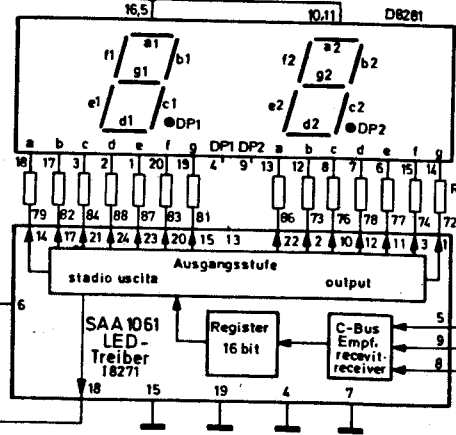 16,5 10,11 D8281
a1 a2
f1 b1 f2 b2
g1 g2
e1 c1 e2 c2
d1 DP1 d2 DP2
a b c d e f g DP1 DP2 a b c d e f g
18 17 3 2 1 20 19 4 9 13 12 8 7 6 15 14
R
79 82 84 88 87 83 81 86 73 76 78 77 74 72
14 17 21 24 23 20 15 13 22 2 10 12 11 3 1
Ausgangsstufe
stadio uscita output
6
SAA1061
LED-
Treiber
I8271
Register
16 bit
C-Bus
Empf.
recevit-
receiver
5
9
8
18 15 19 4 7